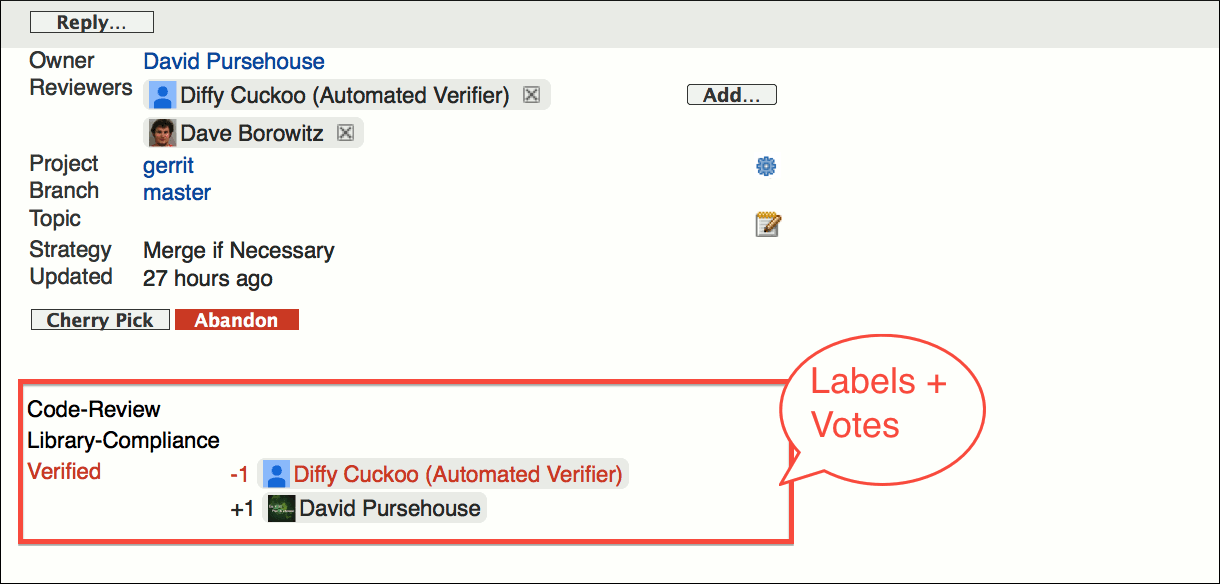 Reply...
Owner David Pursehouse
Reviewers Diffy Cuckoo (Automated Verifier) Add...
Dave Borowitz
Project gerrit
Branch master
Topic
Strategy Merge if Necessary
Updated 27 hours ago
Cherry Pick Abandon
Labels +
Votes
Code-Review
Library-Compliance
Verified -1 Diffy Cuckoo (Automated Verifier)
+1 David Pursehouse